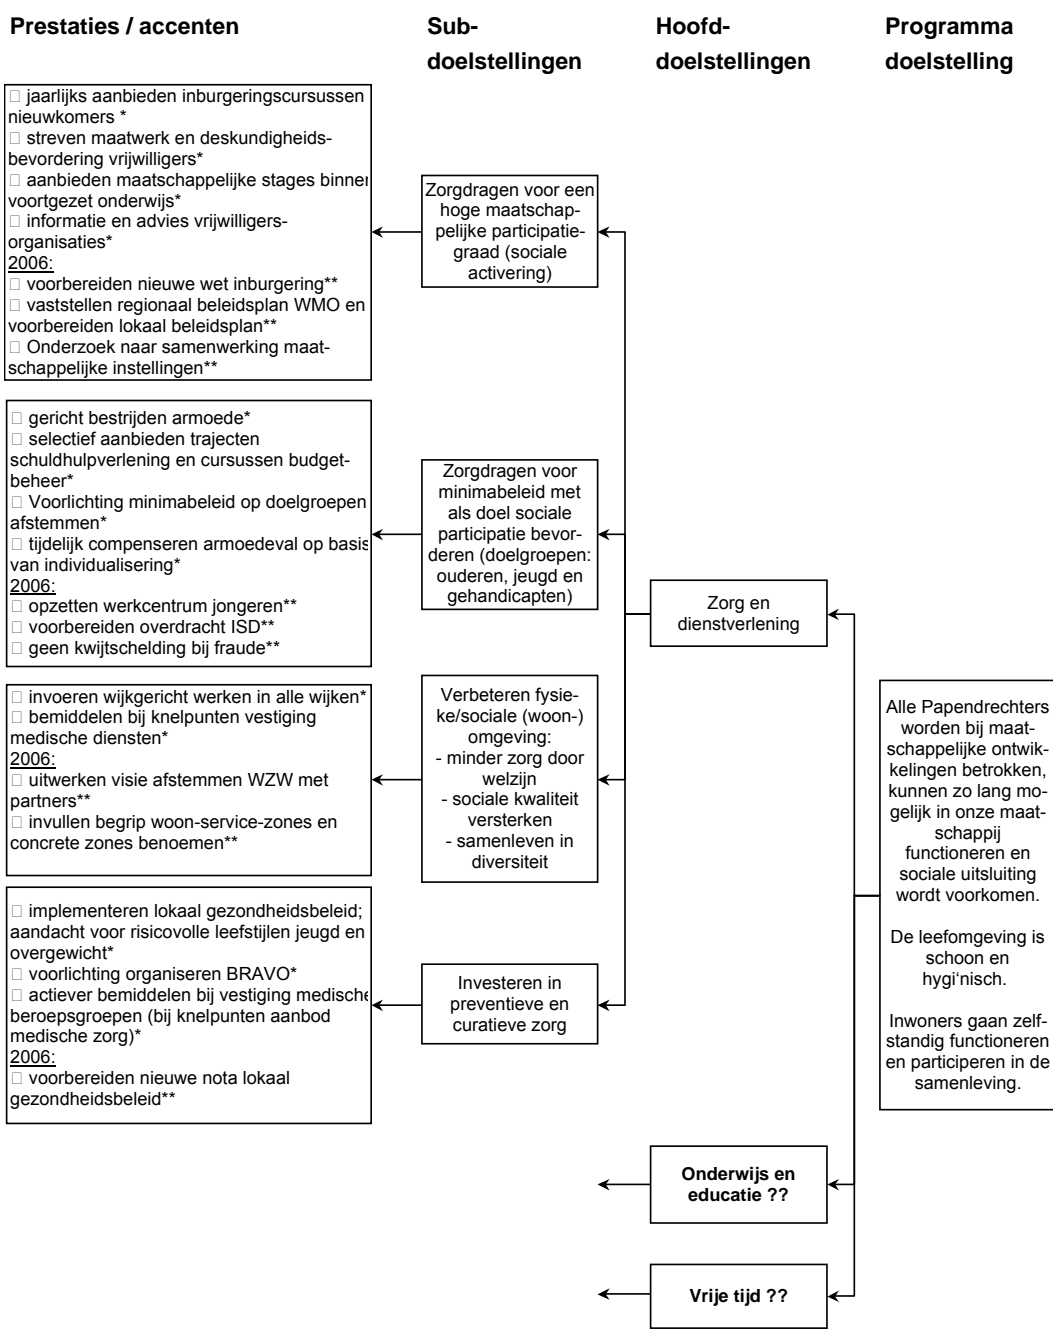 Prestaties / accenten
Sub-
doelstellingen
Hoofd-
doelstellingen
Programma
doelstelling
□ jaarlijks aanbieden inburgeringscursussen
nieuwkomers *
□ streven maatwerk en deskundigheids-
bevordering vrijwilligers*
□ aanbieden maatschappelijke stages binnen
voortgezet onderwijs*
□ informatie en advies vrijwilligers-
organisaties*
2006:
□ voorbereiden nieuwe wet inburgering**
□ vaststellen regionaal beleidsplan WMO en
voorbereiden lokaal beleidsplan**
□ Onderzoek naar samenwerking maat-
schappelijke instellingen**
Zorgdragen voor een
hoge maatschap-
pelijke participatie-
graad (sociale
activering)
□ gericht bestrijden armoede*
□ selectief aanbieden trajecten
schuldhulpverlening en cursussen budget-
beheer*
□ Voorlichting minimabeleid op doelgroepen
afstemmen*
□ tijdelijk compenseren armoedeval op basis
van individualisering*
2006:
□ opzetten werkcentrum jongeren**
□ voorbereiden overdracht ISD**
□ geen kwijtschelding bij fraude**
Zorgdragen voor
minimabeleid met
als doel sociale
participatie bevor-
deren (doelgroepen:
ouderen, jeugd en
gehandicapten)
Zorg en
dienstverlening
□ invoeren wijkgericht werken in alle wijken*
□ bemiddelen bij knelpunten vestiging
medische diensten*
2006:
□ uitwerken visie afstemmen WZW met
partners**
□ invullen begrip woon-service-zones en
concrete zones benoemen**
Verbeteren fysie-
ke/sociale (woon-)
omgeving:
- minder zorg door
welzijn
- sociale kwaliteit
versterken
- samenleven in
diversiteit
Alle Papendrechters
worden bij maat-
schappelijke ontwik-
kelingen betrokken,
kunnen zo lang mo-
gelijk in onze maat-
schappij
functioneren en
sociale uitsluiting
wordt voorkomen.
De leefomgeving is
schoon en
hygi‘nisch.
Inwoners gaan zelf-
standig functioneren
en participeren in de
samenleving.
□ implementeren lokaal gezondheidsbeleid;
aandacht voor risicovolle leefstijlen jeugd en
overgewicht*
□ voorlichting organiseren BRAVO*
□ actiever bemiddelen bij vestiging medische
beroepsgroepen (bij knelpunten aanbod
medische zorg)*
2006:
□ voorbereiden nieuwe nota lokaal
gezondheidsbeleid**
Investeren in
preventieve en
curatieve zorg
Onderwijs en
educatie ??
Vrije tijd ??